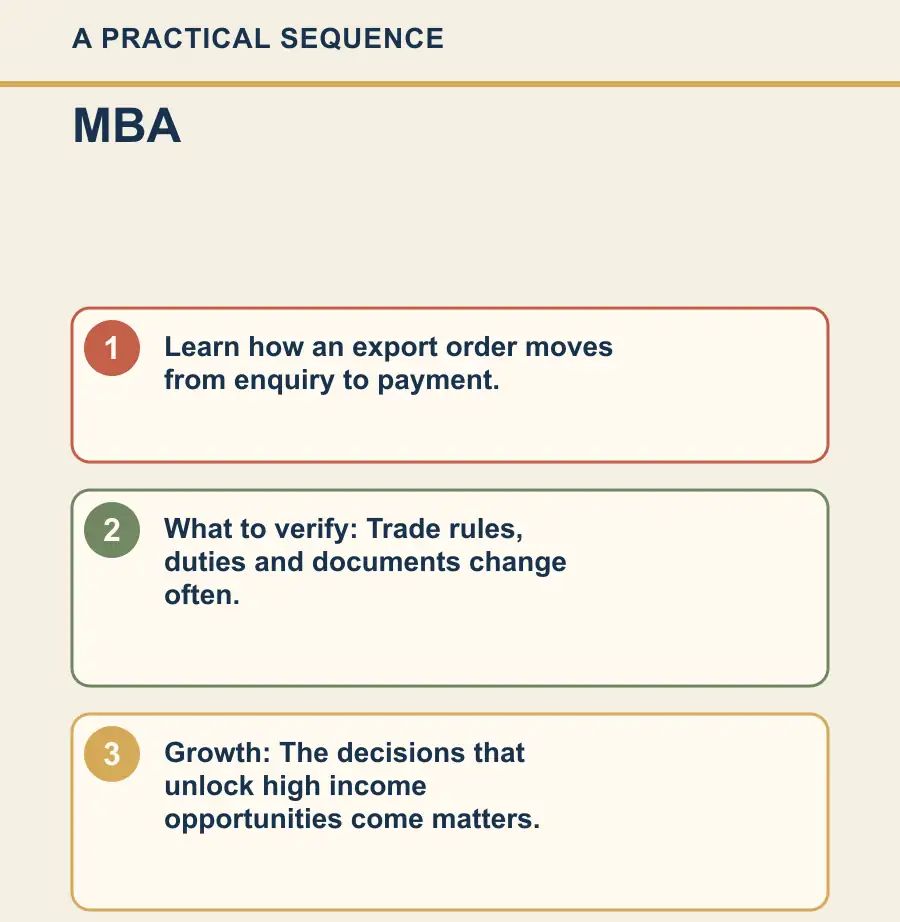 A PRACTICAL SEQUENCE
MBA
1
Learn how an export order moves
from enquiry to payment.
2
What to verify: Trade rules,
duties and documents change
often.
3
Growth: The decisions that
unlock high income
opportunities come matters.